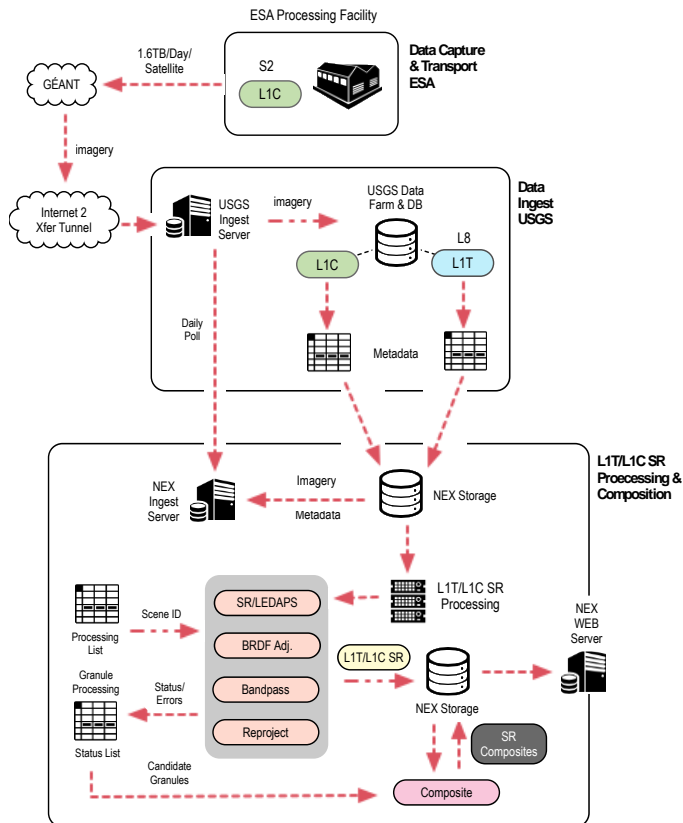 ESA Processing Facility
1.6TB/Day/
Satellite
S2
L1C
Data Capture
& Transport
ESA
GÉANT
imagery
Internet 2
Xfer Tunnel
USGS
Ingest
Server
imagery
USGS Data
Farm & DB
Data
Ingest
USGS
L1C
L8
L1T
Daily
Poll
Metadata
L1T/L1C SR
Proecessing &
Composition
NEX
Ingest
Server
Imagery
Metadata
NEX Storage
L1T/L1C SR
Processing
Processing
List
Scene ID
SR/LEDAPS
BRDF Adj.
Bandpass
Reproject
L1T/L1C SR
NEX Storage
NEX
WEB
Server
Granule
Processing
Status/
Errors
Status List
SR
Composites
Candidate
Granules
Composite